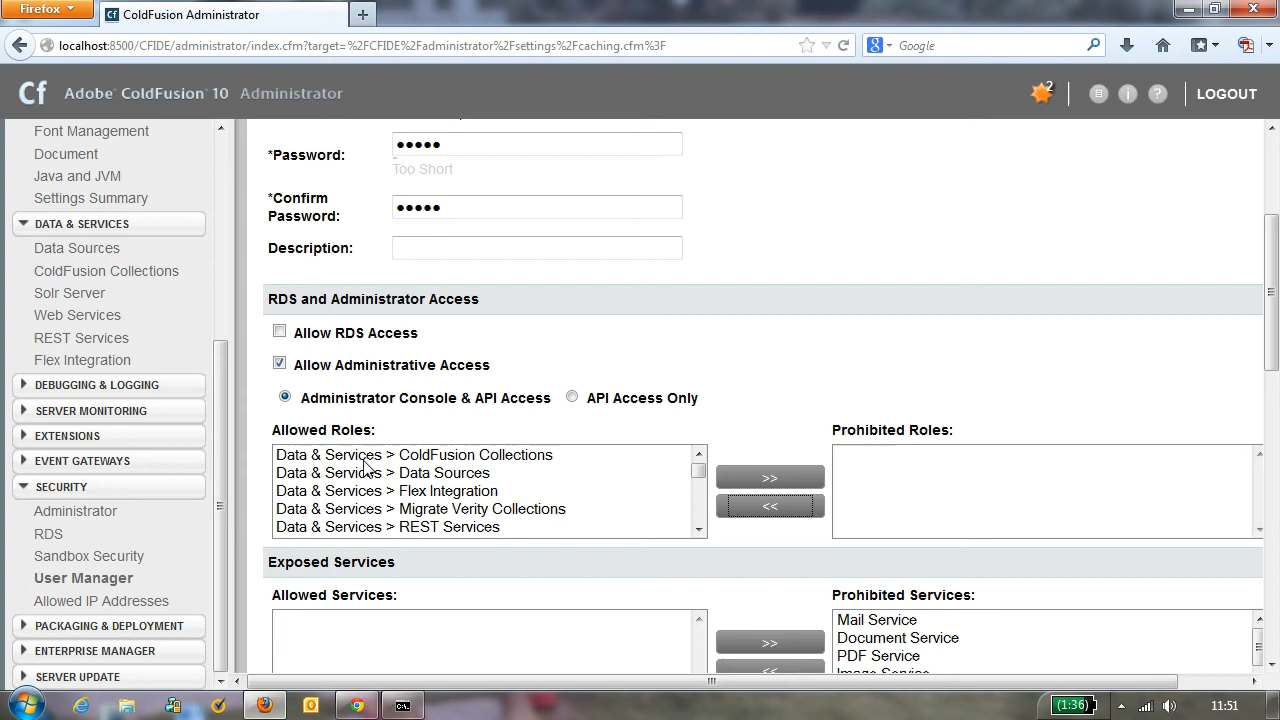 Firefox
ColdFusion Administrator
localhost:8500/CFIDE/administrator/index.cfm?target=%2FCFIDE%2Fadministrator%2Fsettings%2Fcaching.cfm%3F
Google
Cf Adobe ColdFusion 10 Administrator
2
LOGOUT
Font Management
Document
Java and JVM
Settings Summary
DATA & SERVICES
Data Sources
ColdFusion Collections
Solr Server
Web Services
REST Services
Flex Integration
DEBUGGING & LOGGING
SERVER MONITORING
EXTENSIONS
EVENT GATEWAYS
SECURITY
Administrator
RDS
Sandbox Security
User Manager
Allowed IP Addresses
PACKAGING & DEPLOYMENT
ENTERPRISE MANAGER
SERVER UPDATE
*Password:
Too Short
*Confirm
Password:
Description:
RDS and Administrator Access
Allow RDS Access
Allow Administrative Access
Administrator Console & API Access
API Access Only
Allowed Roles:
Prohibited Roles:
Data & Services > ColdFusion Collections
Data & Services > Data Sources
Data & Services > Flex Integration
Data & Services > Migrate Verity Collections
Data & Services > REST Services
>>
<<
Exposed Services
Allowed Services:
Prohibited Services:
>>
<<
Mail Service
Document Service
PDF Service
Image Service
(1:36)
11:51